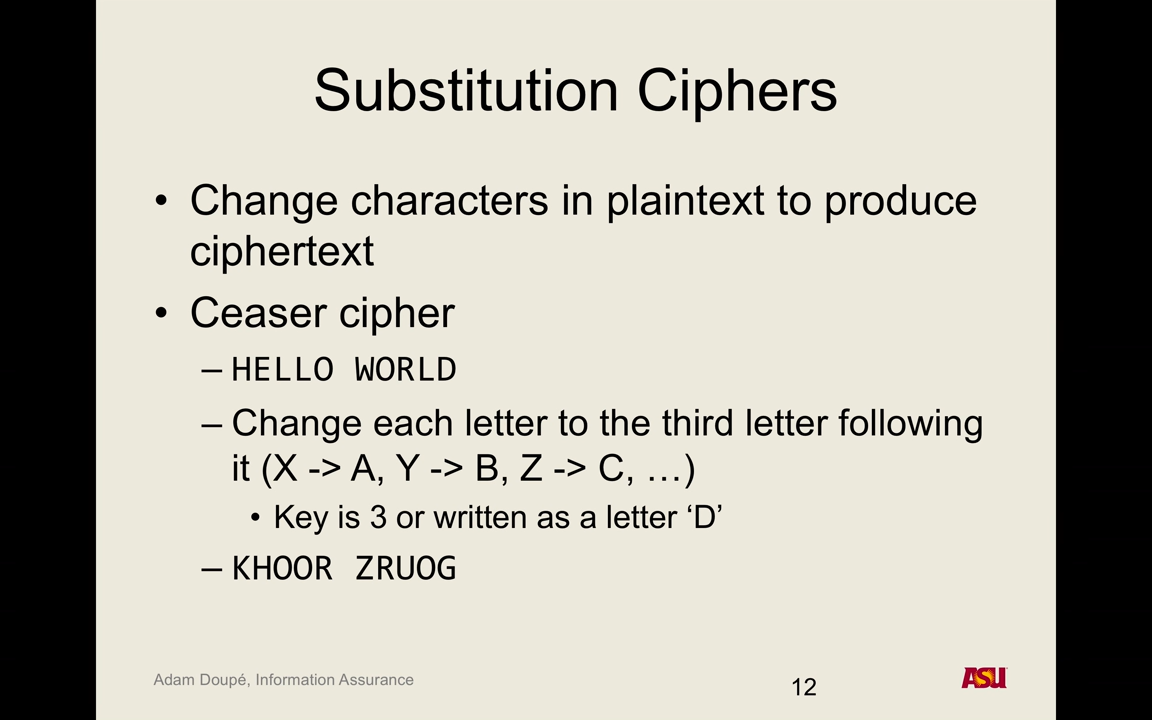 Substitution Ciphers
• Change characters in plaintext to produce
ciphertext
• Ceaser cipher
– HELLO WORLD
– Change each letter to the third letter following
it (X -> A, Y -> B, Z -> C, …)
• Key is 3 or written as a letter ‘D’
– KHOOR ZRUOG
Adam Doupé, Information Assurance
12
ASU